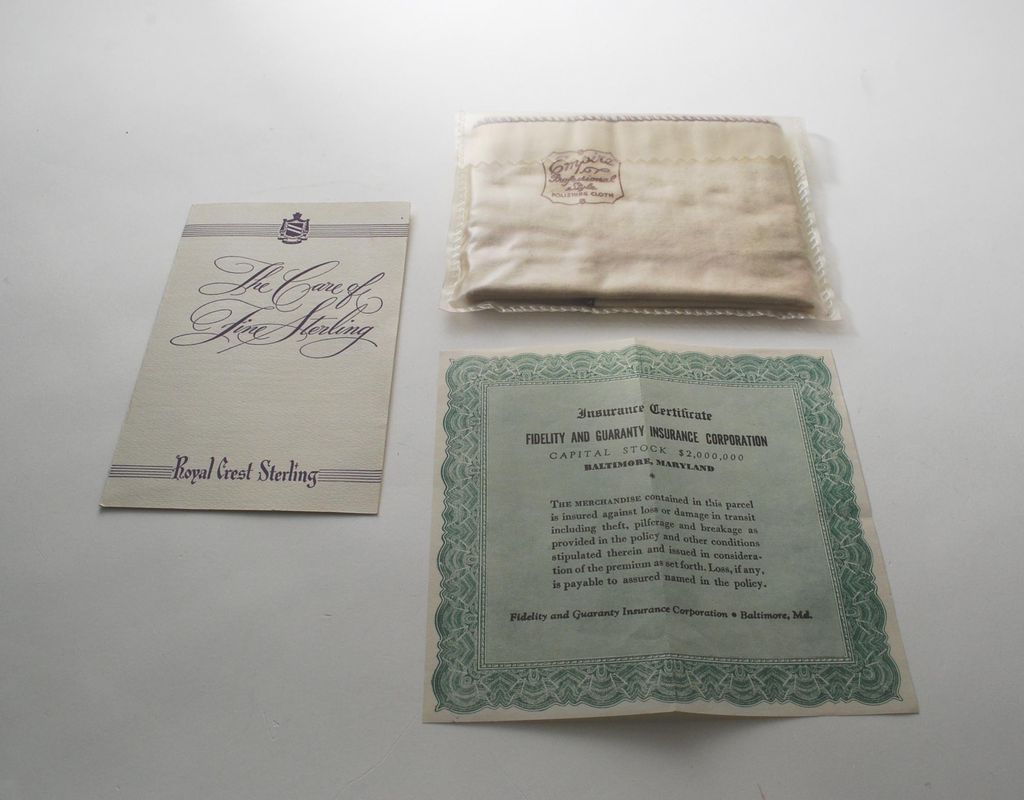 The Care of
Fine Sterling
Royal Crest Sterling
Empire
Professional
Style
POLISHING CLOTH
Insurance Certificate
FIDELITY AND GUARANTY INSURANCE CORPORATION
CAPITAL STOCK $2,000,000
BALTIMORE, MARYLAND
THE MERCHANDISE contained in this parcel
is insured against loss or damage in transit
including theft, pilferage and breakage as
provided in the policy and other conditions
stipulated therein and issued in considera-
tion of the premium as set forth. Loss, if any,
is payable to assured named in the policy.
Fidelity and Guaranty Insurance Corporation • Baltimore, Md.